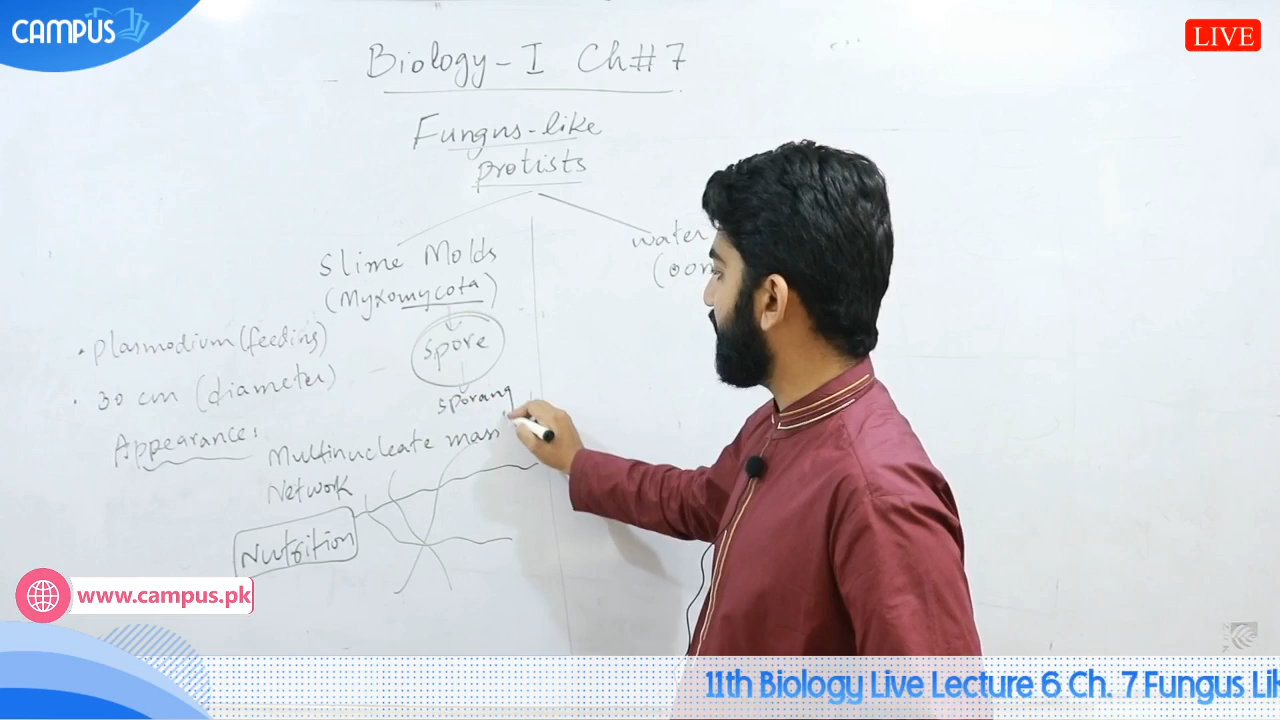 CAMPUS
LIVE
Biology-I Ch#7
Fungus-like
protists
Slime Molds
(Myxomycota)
spore
sporang
water
(oom
• plasmodium (feeding)
• 30 cm (diameter)
Appearance:
Multinucleate mass
Network
Nutrition
www.campus.pk
11th Biology Live Lecture 6 Ch. 7 Fungus Lik